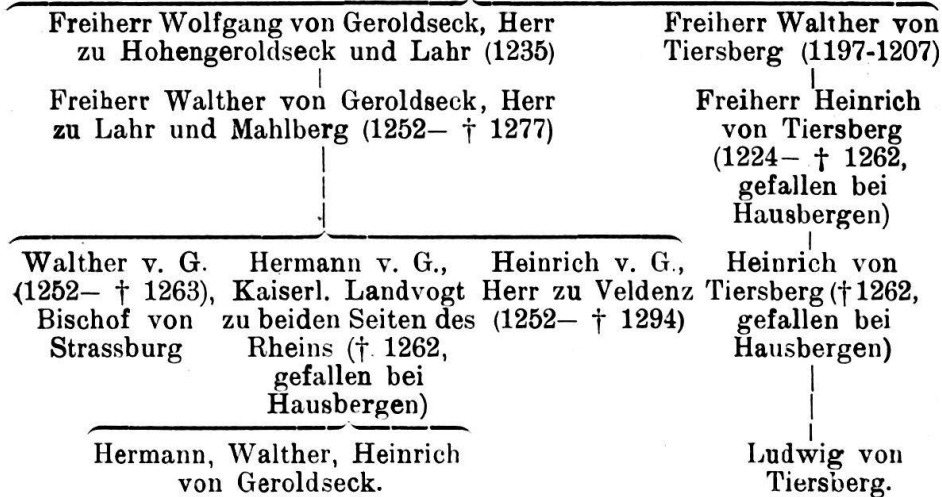 Freiherr Wolfgang von Geroldseck, Herr
zu Hohengeroldseck und Lahr (1235)
Freiherr Walther von
Tiersberg (1197-1207)
Freiherr Walther von Geroldseck, Herr
zu Lahr und Mahlberg (1252— † 1277)
Freiherr Heinrich
von Tiersberg
(1224— † 1262,
gefallen bei
Hausbergen)
Walther v. G.
(1252— † 1263),
Bischof von
Strassburg
Hermann v. G.,
Kaiserl. Landvogt
zu beiden Seiten des
Rheins († 1262,
gefallen bei
Hausbergen)
Heinrich v. G.,
Herr zu Veldenz
(1252— † 1294)
Heinrich von
Tiersberg († 1262,
gefallen bei
Hausbergen)
Hermann, Walther, Heinrich
von Geroldseck.
Ludwig von
Tiersberg.